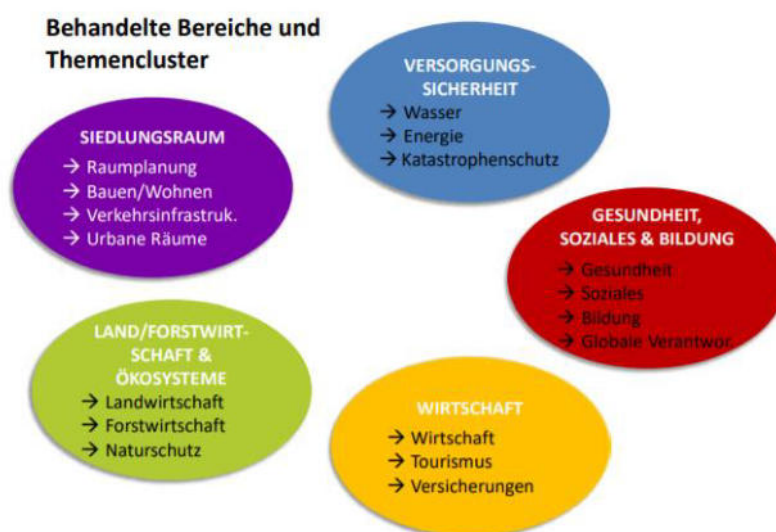 Behandelte Bereiche und
Themencluster
VERSORGUNGS-
SICHERHEIT
→ Wasser
→ Energie
→ Katastrophenschutz
SIEDLUNGSRAUM
→ Raumplanung
→ Bauen/Wohnen
→ Verkehrsinfrastruk.
→ Urbane Räume
GESUNDHEIT,
SOZIALES & BILDUNG
→ Gesundheit
→ Soziales
→ Bildung
→ Globale Verantwor.
LAND/FORSTWIRT-
SCHAFT &
ÖKOSYSTEME
→ Landwirtschaft
→ Forstwirtschaft
→ Naturschutz
WIRTSCHAFT
→ Wirtschaft
→ Tourismus
→ Versicherungen